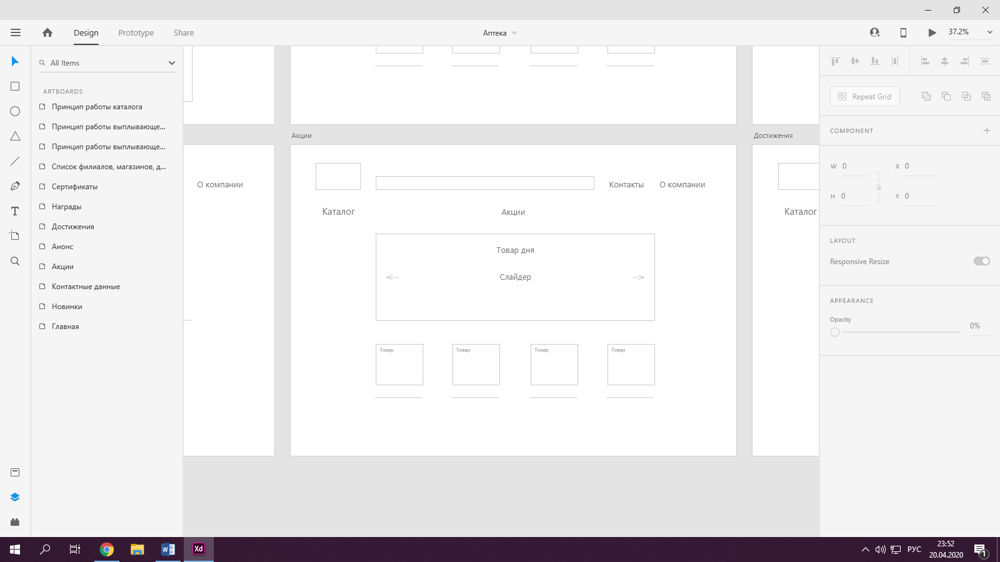 Design
Prototype
Share
Аптека
37.2%
All Items
ARTBOARDS
Принцип работы каталога
Принцип работы выплывающе...
Принцип работы выплывающе...
Список филиалов, магазинов, д...
Сертификаты
Награды
Достижения
Анонс
Акции
Контактные данные
Новинки
Главная
О компании
Акции
Контакты
О компании
Каталог
Акции
Товар дня
Слайдер
Товар
Товар
Товар
Товар
Достижения
Каталог
Repeat Grid
COMPONENT
W 0
X 0
H 0
Y 0
LAYOUT
Responsive Resize
APPEARANCE
Opacity
0%
W
Xd
РУС
23:52
20.04.2020
1